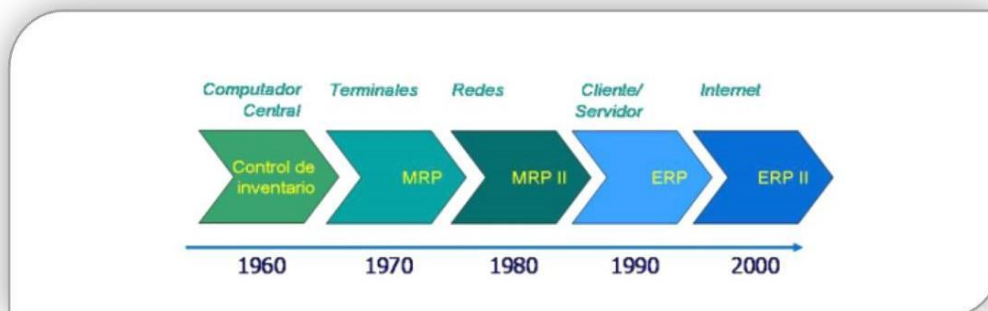 Computador
Central
Terminales
Redes
Cliente/
Servidor
Internet
Control de
inventario
MRP
MRP II
ERP
ERP II
1960
1970
1980
1990
2000